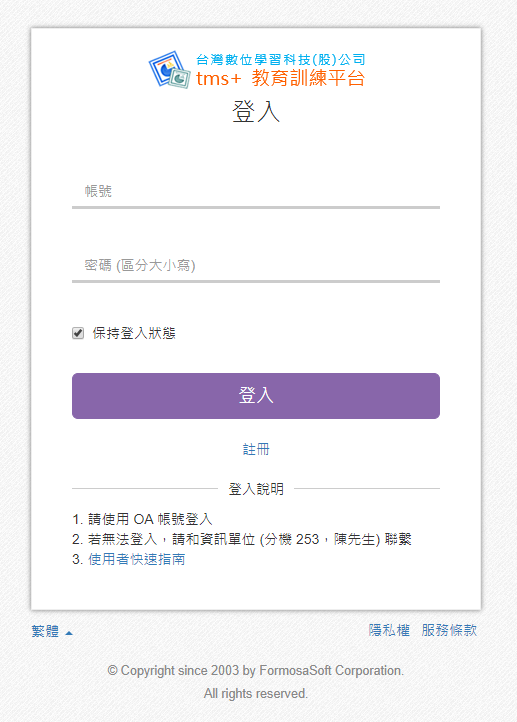 台灣數位學習科技(股)公司
tms+ 教育訓練平台
登入
帳號
密碼 (區分大小寫)
保持登入狀態
登入
註冊
登入說明
1. 請使用 OA 帳號登入
2. 若無法登入，請和資訊單位 (分機 253，陳先生) 聯繫
3. 使用者快速指南
繁體
隱私權 服務條款
© Copyright since 2003 by FormosaSoft Corporation.
All rights reserved.